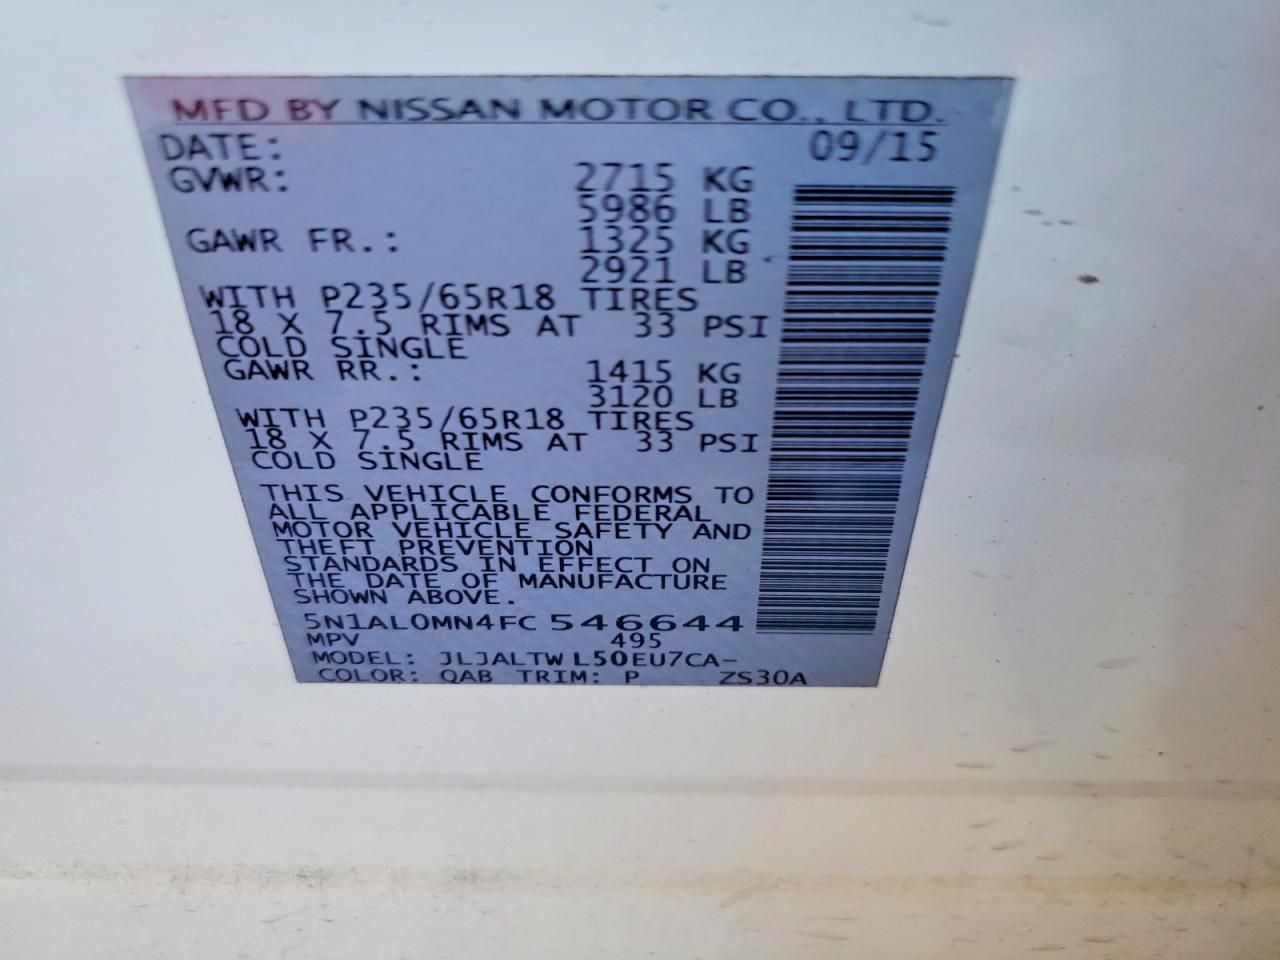 MFD BY NISSAN MOTOR CO., LTD.
DATE: 09/15
GVWR: 2715 KG
5986 LB
GAWR FR.: 1325 KG
2921 LB
WITH P235/65R18 TIRES
18 X 7.5 RIMS AT 33 PSI
COLD SINGLE
GAWR RR.: 1415 KG
3120 LB
WITH P235/65R18 TIRES
18 X 7.5 RIMS AT 33 PSI
COLD SINGLE
THIS VEHICLE CONFORMS TO
ALL APPLICABLE FEDERAL
MOTOR VEHICLE SAFETY AND
THEFT PREVENTION
STANDARDS IN EFFECT ON
THE DATE OF MANUFACTURE
SHOWN ABOVE.
5N1AL0MN4FC 546644
MPV 495
MODEL: JLJALTW L50EU7CA-
COLOR: QAB TRIM: P ZS30A